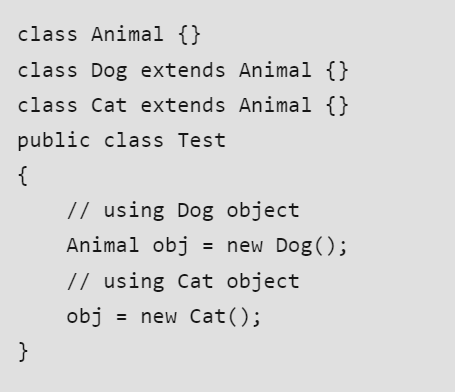 class Animal {}
class Dog extends Animal {}
class Cat extends Animal {}
public class Test
{
    // using Dog object
    Animal obj = new Dog();
    // using Cat object
    obj = new Cat();
}